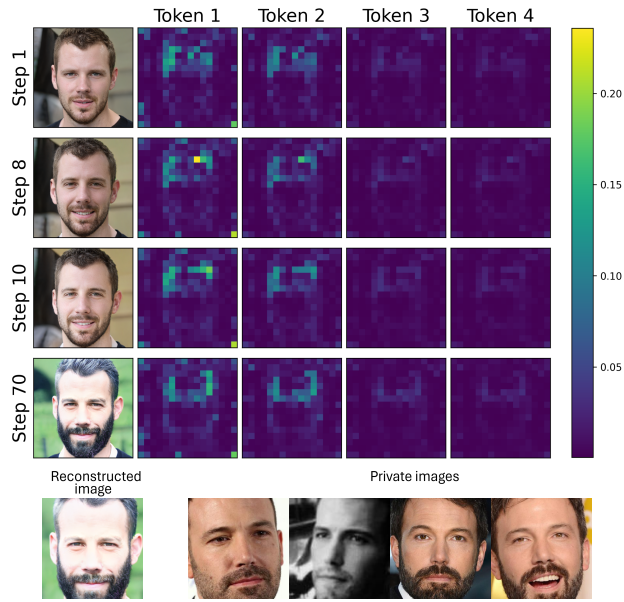 Token 1 Token 2 Token 3 Token 4
Step 1
0.20
Step 8
0.15
Step 10
0.10
Step 70
0.05
Reconstructed
image
Private images